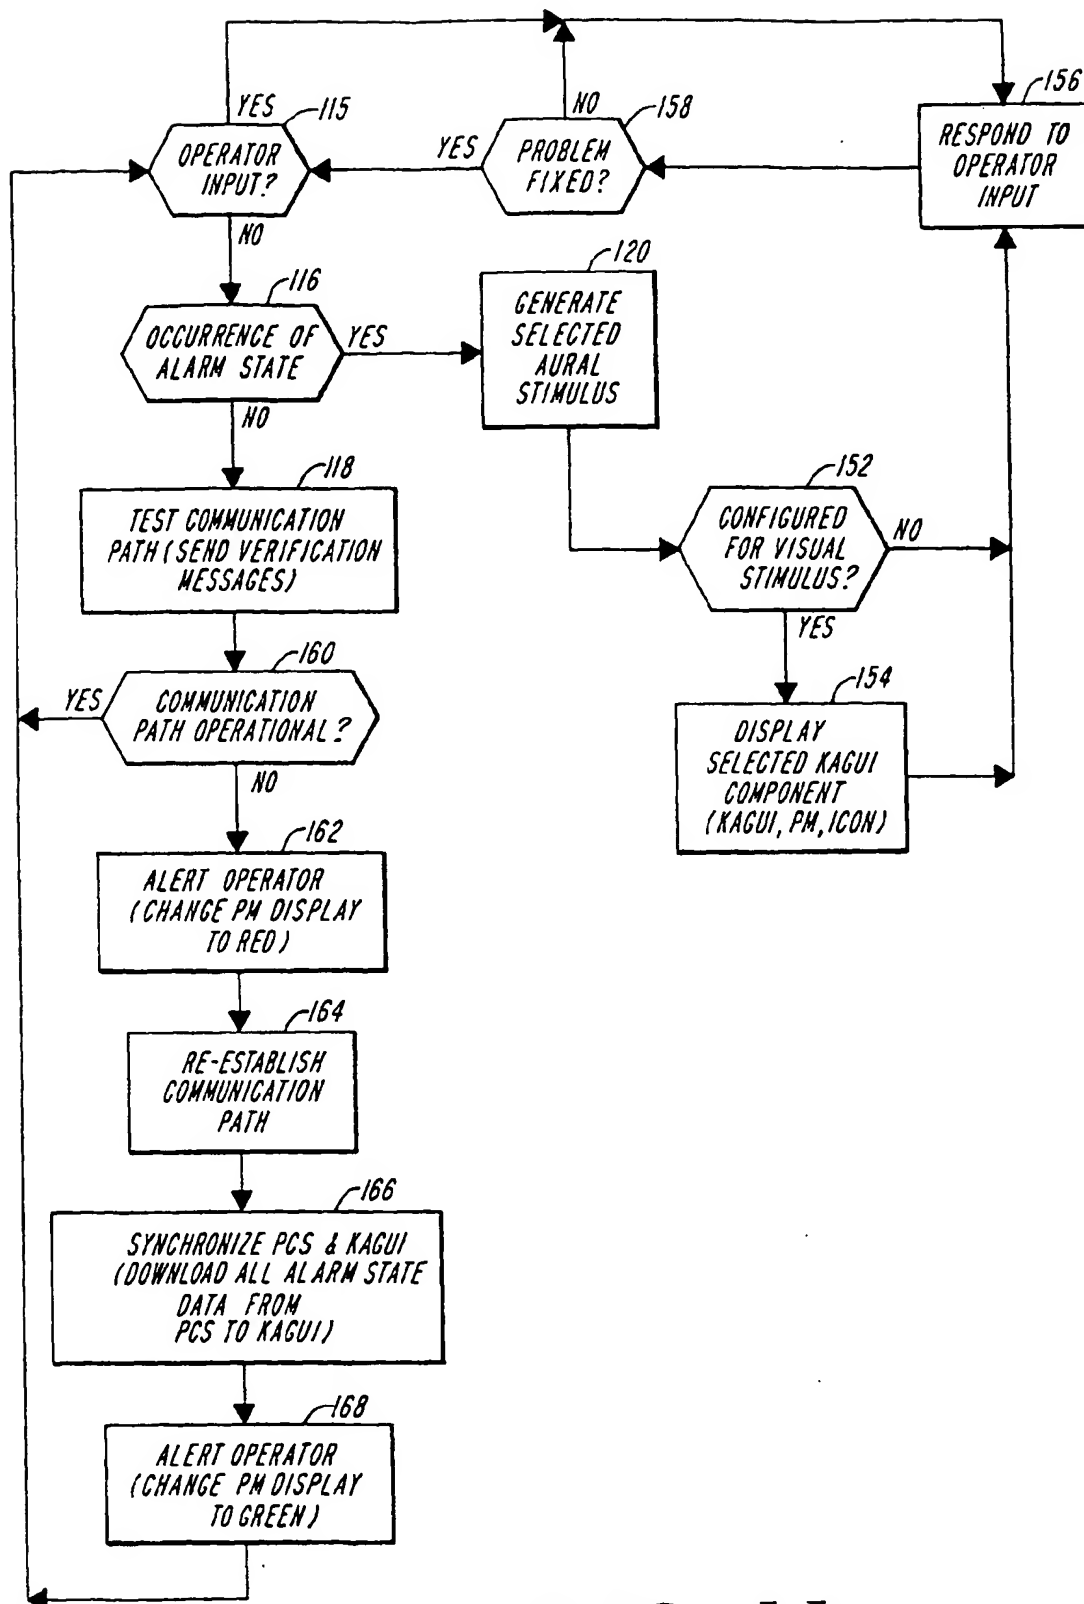 YES
115
OPERATOR
INPUT?
NO
YES
NO
158
PROBLEM
FIXED?
156
RESPOND TO
OPERATOR
INPUT
116
OCCURRENCE OF
ALARM STATE
YES
NO
120
GENERATE
SELECTED
AURAL
STIMULUS
118
TEST COMMUNICATION
PATH (SEND VERIFICATION
MESSAGES)
152
CONFIGURED
FOR VISUAL
STIMULUS?
NO
YES
160
YES
COMMUNICATION
PATH OPERATIONAL?
NO
154
DISPLAY
SELECTED KAGUI
COMPONENT
(KAGUI, PM, ICON)
162
ALERT OPERATOR
(CHANGE PM DISPLAY
TO RED)
164
RE-ESTABLISH
COMMUNICATION
PATH
166
SYNCHRONIZE PCS & KAGUI
(DOWNLOAD ALL ALARM STATE
DATA FROM
PCS TO KAGUI)
168
ALERT OPERATOR
(CHANGE PM DISPLAY
TO GREEN)